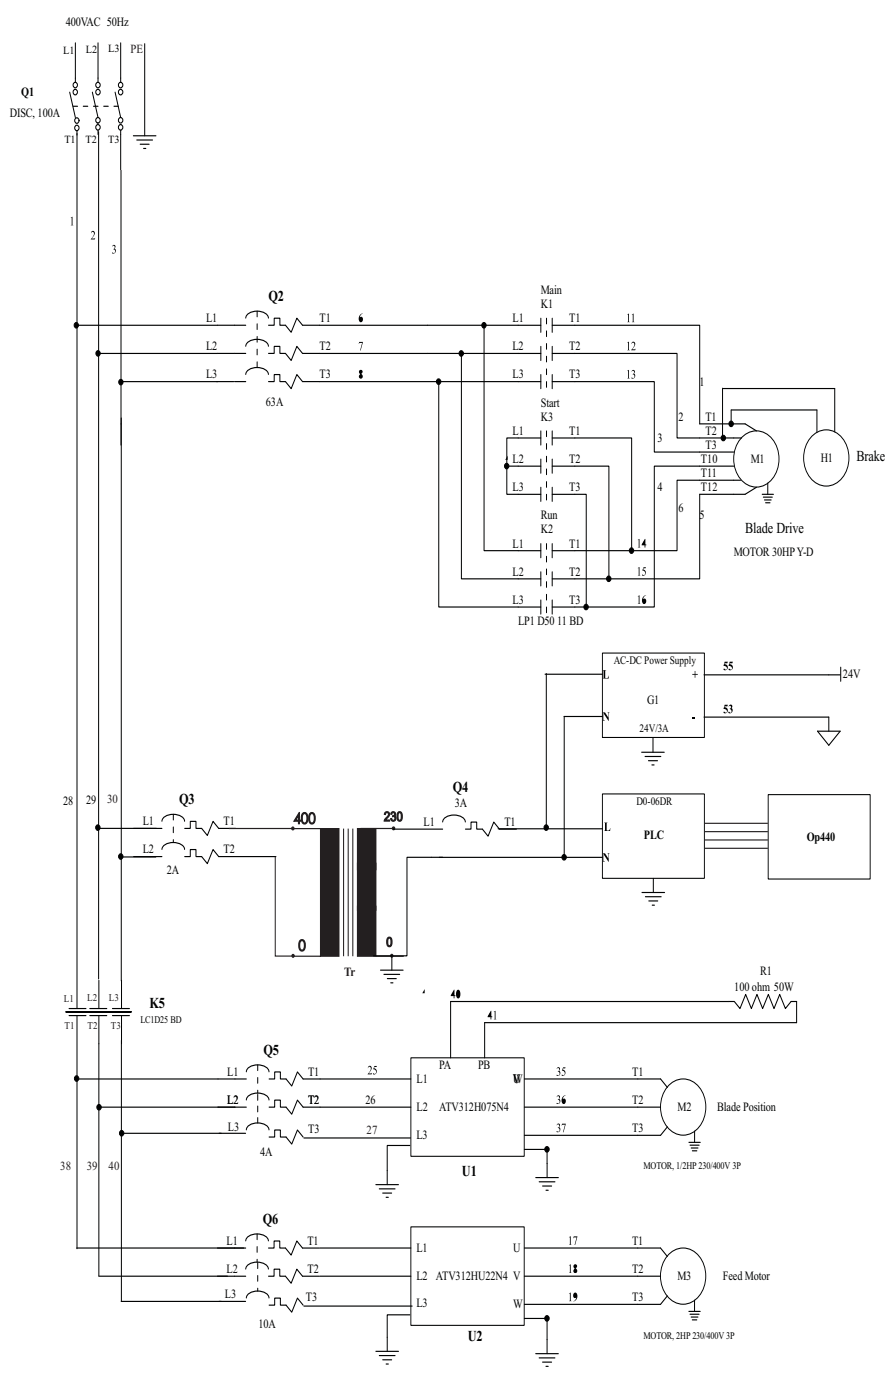 400VAC 50Hz
L1 L2 L3 PE
Q1
DISC, 100A
T1 T2 T3
1
2
3
Q2
L1 T1 6
L2 T2 7
L3 T3 8
63A
Main
K1
L1 T1 11
L2 T2 12
L3 T3 13
Start
K3
L1 T1
L2 T2
L3 T3
Run
K2
L1 T1 14
L2 T2 15
L3 T3 16
LP1 D50 11 BD
1
2
3
4
6
5
T1
T2
T3
T10
T11
T12
M1
H1
Brake
Blade Drive
MOTOR 30HP Y-D
AC-DC Power Supply
L +
G1
N -
24V/3A
55
24V
53
28 29 30
Q3
L1 T1
L2 T2
2A
400 230
0 0
Tr
Q4
3A
L1 T1
D0-06DR
L
PLC
N
Op440
L1 L2 L3
K5
T1 T2 T3
LC1D25 BD
R1
100 ohm 50W
40
41
PA PB
Q5
L1 T1 25
L2 T2 26
L3 T3 27
4A
L1
L2 ATV312H075N4
L3
W 35 T1
36 T2
37 T3
U1
M2
Blade Position
MOTOR, 1/2HP 230/400V 3P
38 39 40
Q6
L1 T1
L2 T2
L3 T3
10A
L1 U 17 T1
L2 ATV312HU22N4 V 18 T2
L3 W 19 T3
U2
M3
Feed Motor
MOTOR, 2HP 230/400V 3P